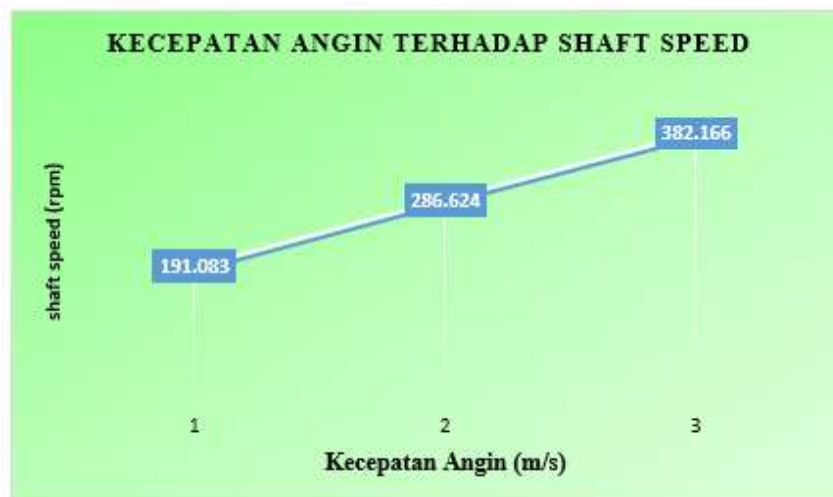 KECEPATAN ANGIN TERHADAP SHAFT SPEED
shaft speed (rpm)
382.166
286.624
191.083
1 2 3
Kecepatan Angin (m/s)